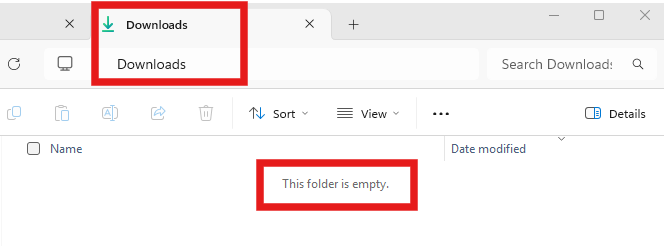 Downloads
Downloads
Search Downloads
Sort
View
Details
Name
Date modified
This folder is empty.